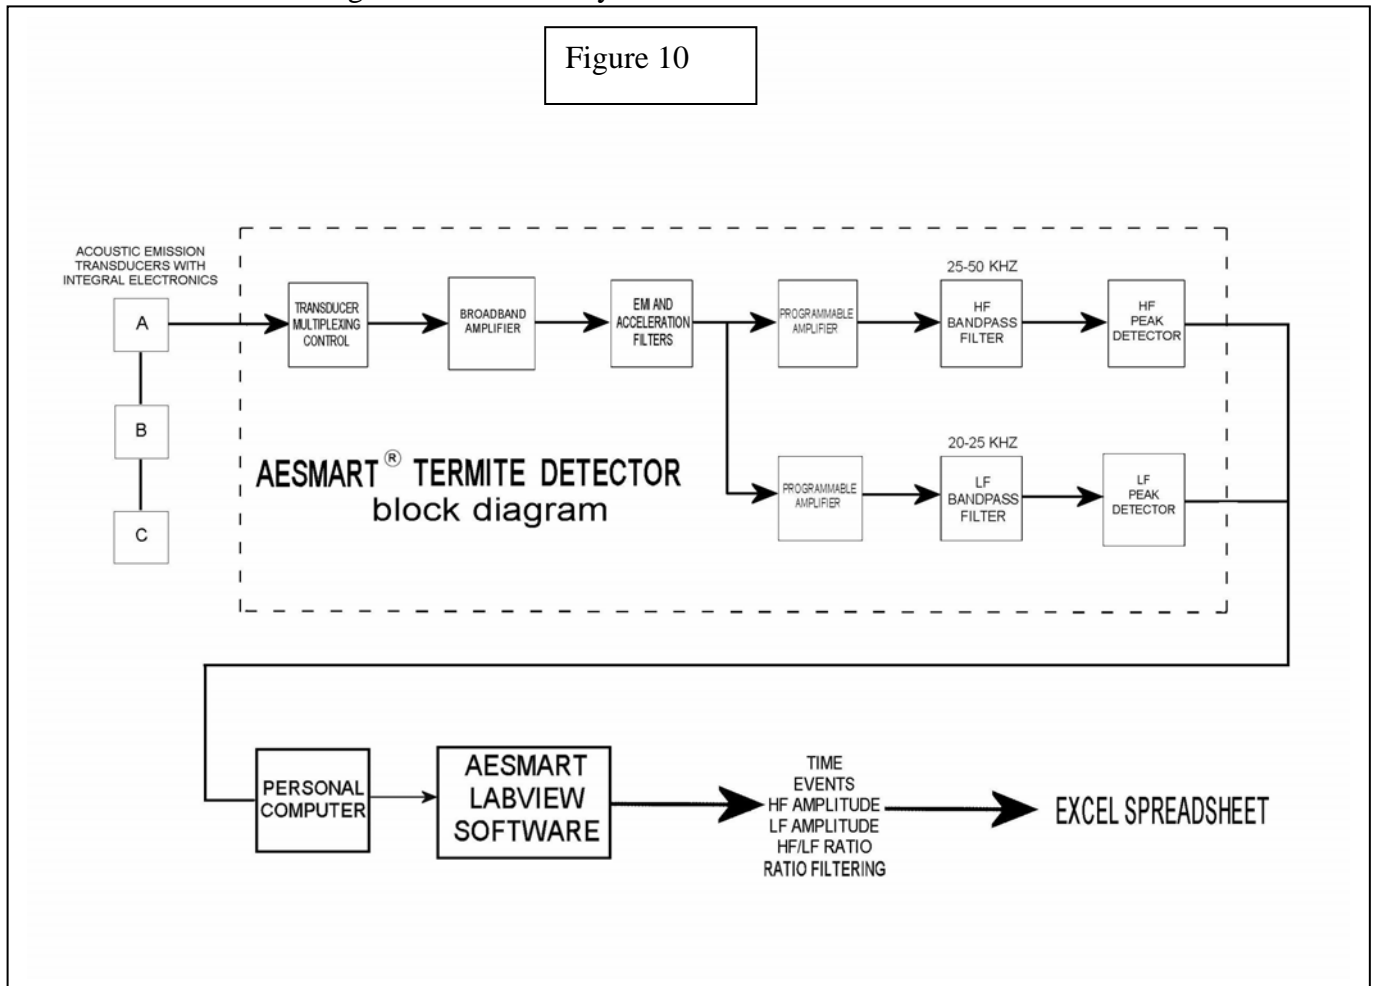 Figure 10
ACOUSTIC EMISSION
TRANSDUCERS WITH
INTEGRAL ELECTRONICS
A
B
C
TRANSDUCER
MULTIPLEXING
CONTROL
BROADBAND
AMPLIFIER
EMI AND
ACCELERATION
FILTERS
PROGRAMMABLE
AMPLIFIER
25-50 KHZ
HF
BANDPASS
FILTER
HF
PEAK
DETECTOR
PROGRAMMABLE
AMPLIFIER
20-25 KHZ
LF
BANDPASS
FILTER
LF
PEAK
DETECTOR
AESMART® TERMITE DETECTOR
block diagram
PERSONAL
COMPUTER
AESMART
LABVIEW
SOFTWARE
TIME
EVENTS
HF AMPLITUDE
LF AMPLITUDE
HF/LF RATIO
RATIO FILTERING
EXCEL SPREADSHEET